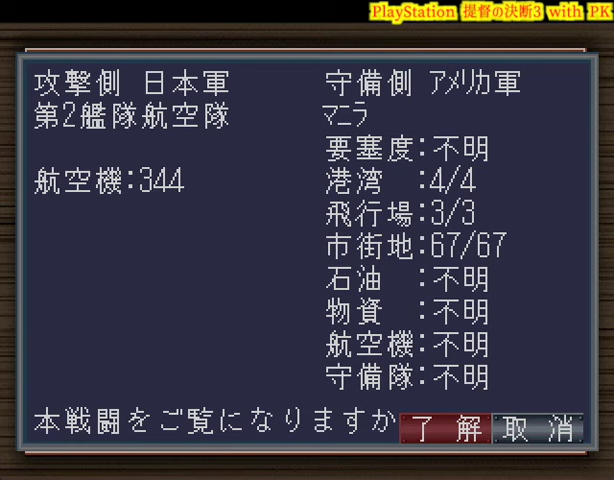 PlayStation 提督の決断3 with PK
攻撃側 日本軍
第2艦隊航空隊
航空機:344
守備側 アメリカ軍
マニラ
要塞度:不明
港湾 :4/4
飛行場:3/3
市街地:67/67
石油 :不明
物資 :不明
航空機:不明
守備隊:不明
本戦闘をご覧になりますか
了解 取消